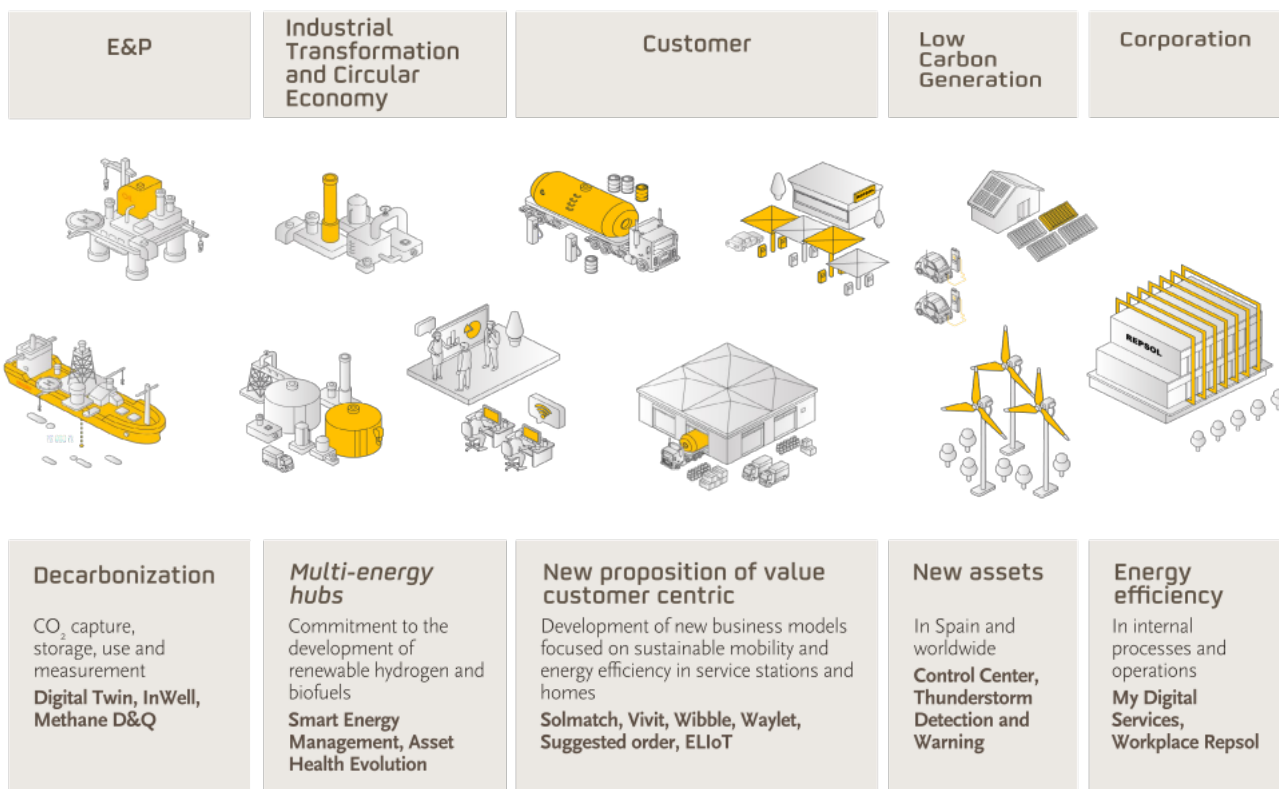 E&P
Industrial
Transformation
and Circular
Economy
Customer
Low
Carbon
Generation
Corporation
REPSOL
REPSOL
Decarbonization
CO₂ capture,
storage, use and
measurement
Digital Twin, InWell,
Methane D&Q
Multi-energy
hubs
Commitment to the
development of
renewable hydrogen and
biofuels
Smart Energy
Management, Asset
Health Evolution
New proposition of value
customer centric
Development of new business models
focused on sustainable mobility and
energy efficiency in service stations and
homes
Solmatch, Vivit, Wibble, Waylet,
Suggested order, ELIoT
New assets
In Spain and
worldwide
Control Center,
Thunderstorm
Detection and
Warning
Energy
efficiency
In internal
processes and
operations
My Digital
Services,
Workplace Repsol